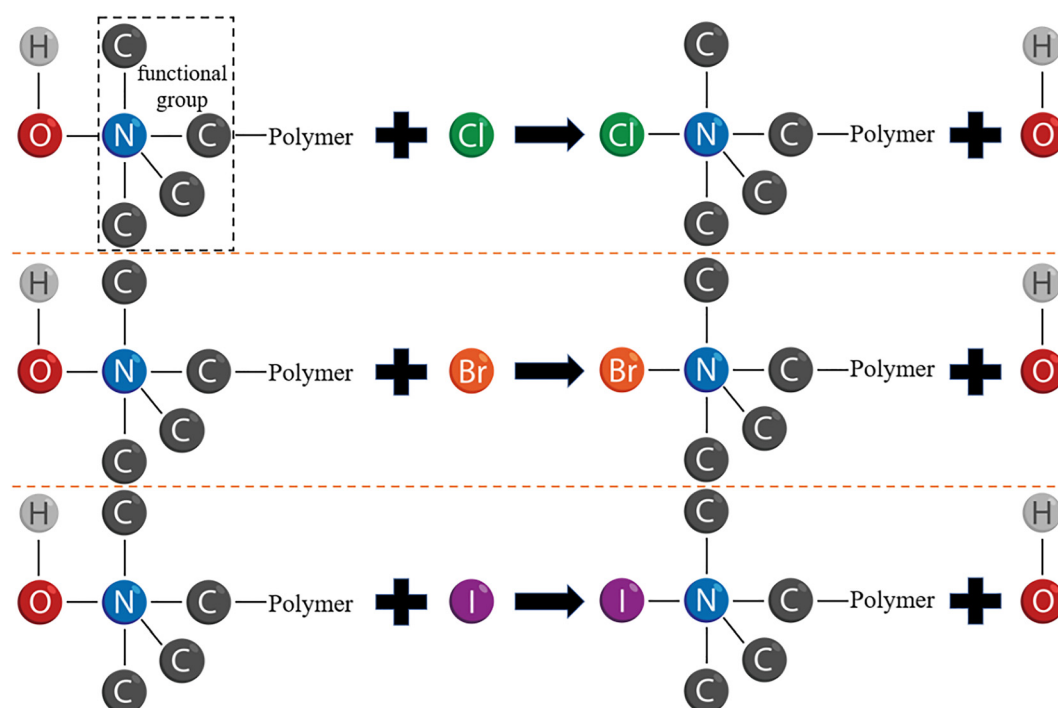 H C C H
functional
group
O N C Polymer Cl Cl N C Polymer O
C C
C C
H C C H
O N C Polymer Br Br N C Polymer O
C C
C C
H C C H
O N C Polymer I I N C Polymer O
C C
C C